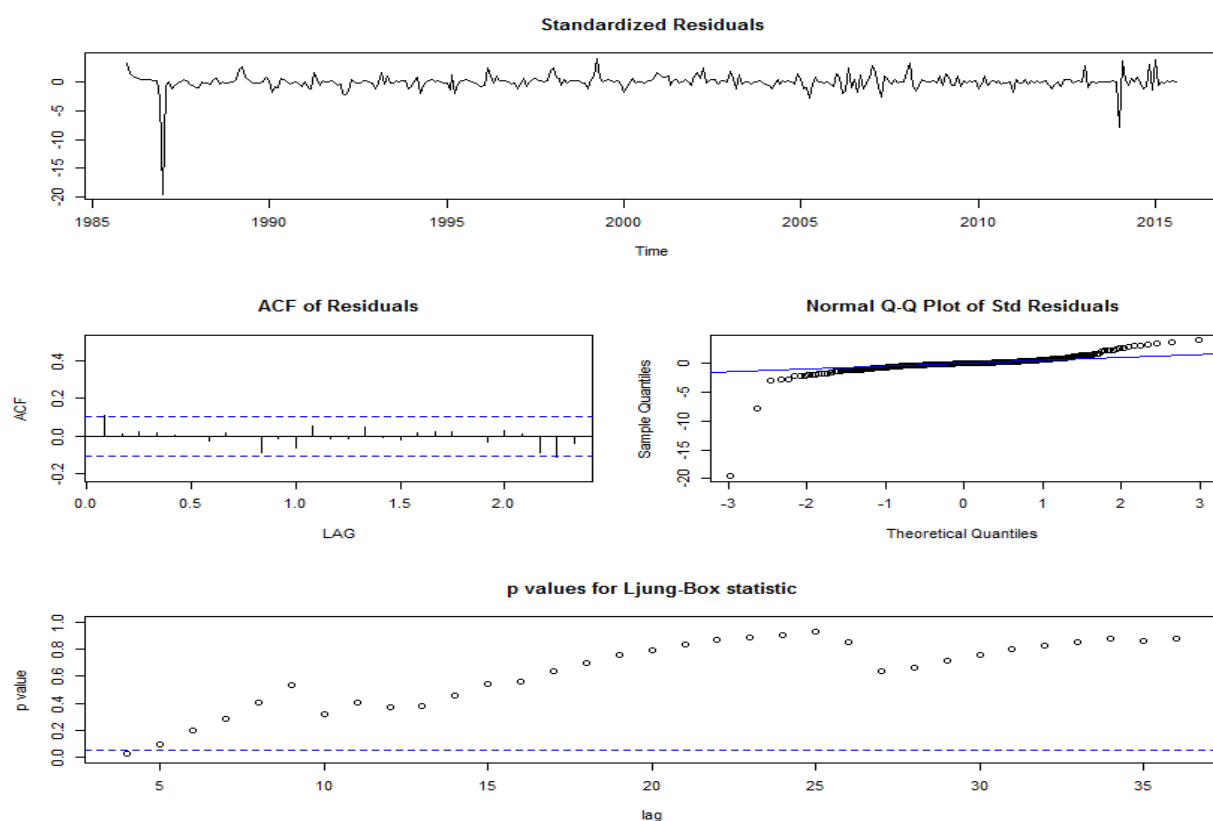 Standardized Residuals
0
-5
-10
-15
-20
1985 1990 1995 2000 2005 2010 2015
Time
ACF of Residuals
ACF
0.4
0.2
0.0
-0.2
0.0 0.5 1.0 1.5 2.0
LAG
Normal Q-Q Plot of Std Residuals
Sample Quantiles
0
-5
-10
-15
-20
-3 -2 -1 0 1 2 3
Theoretical Quantiles
p values for Ljung-Box statistic
p value
1.0
0.8
0.6
0.4
0.2
0.0
5 10 15 20 25 30 35
lag